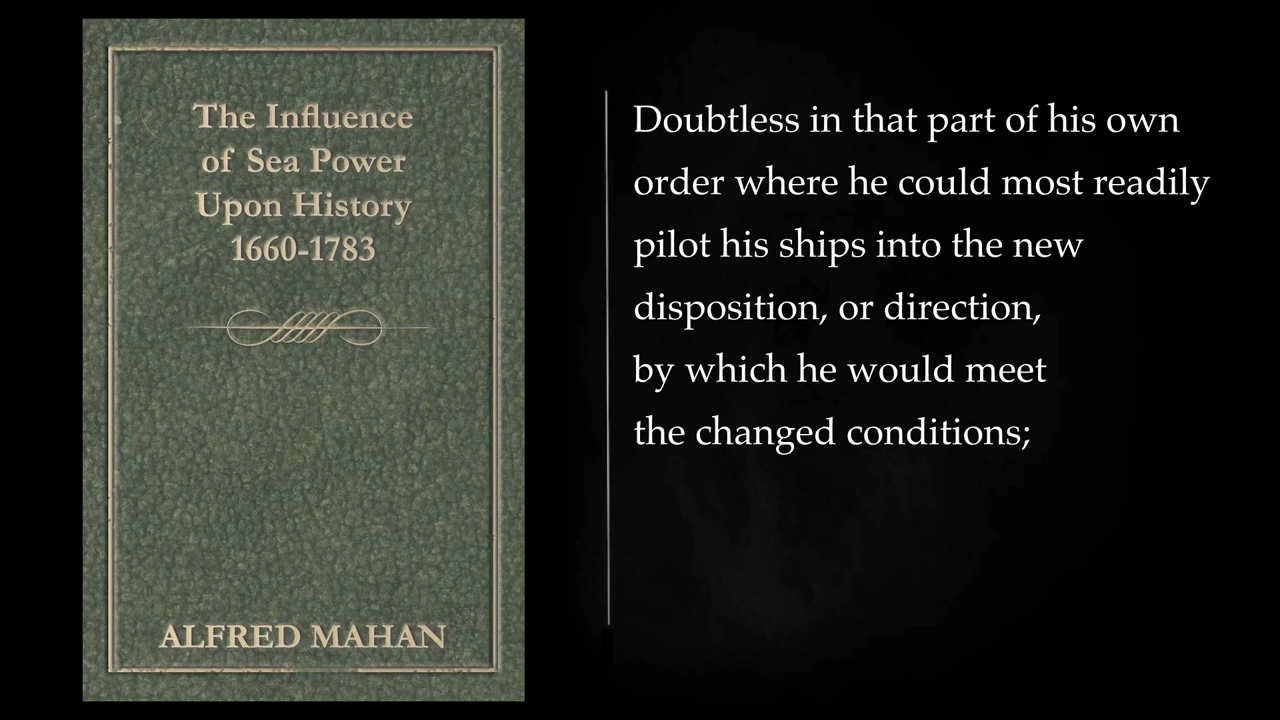 The Influence
of Sea Power
Upon History
1660-1783
ALFRED MAHAN
Doubtless in that part of his own
order where he could most readily
pilot his ships into the new
disposition, or direction,
by which he would meet
the changed conditions;